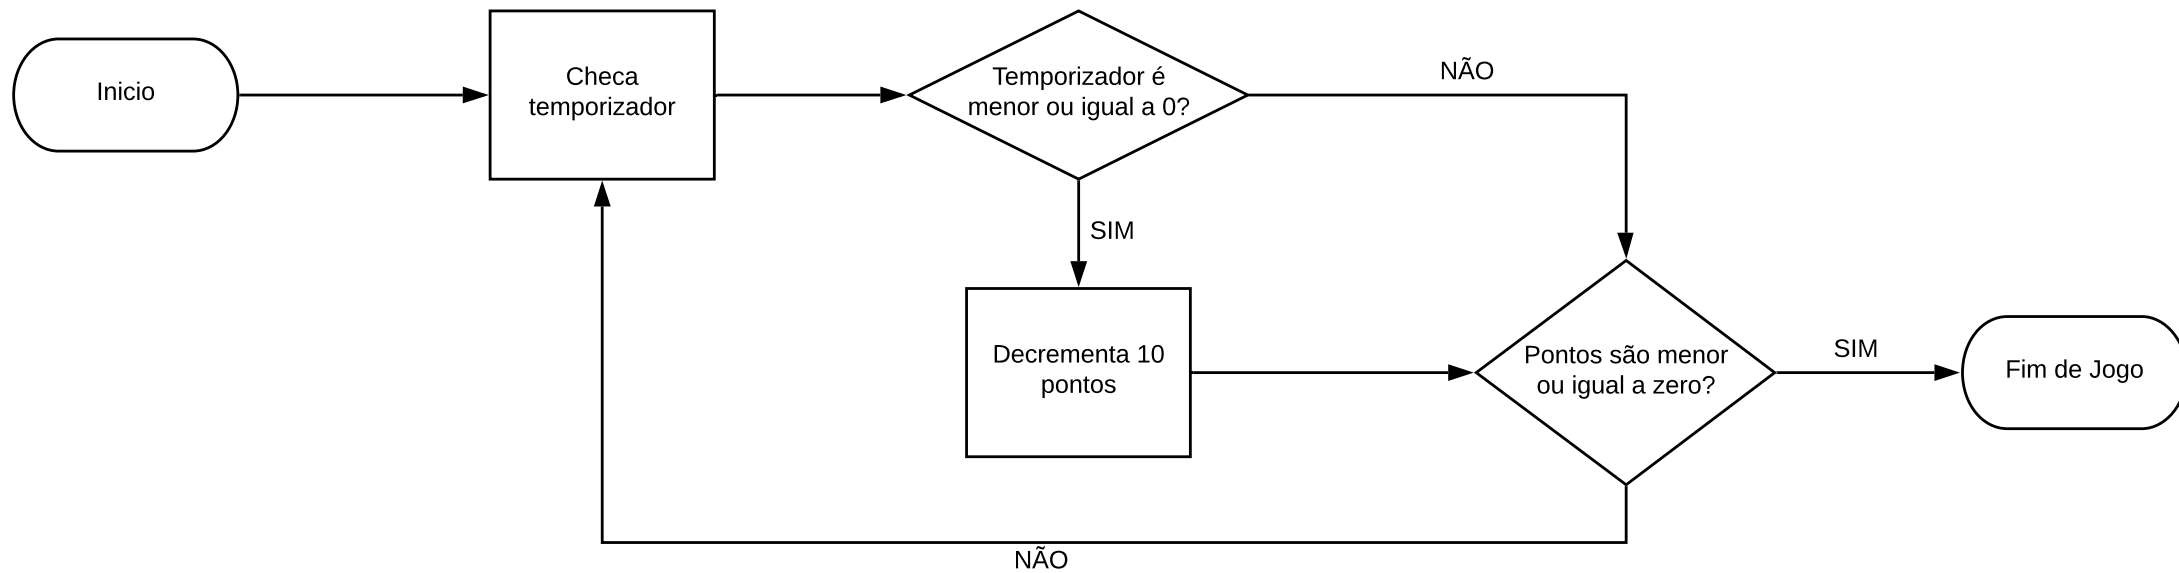 Inicio
Checa
temporizador
Temporizador é
menor ou igual a 0?
NÃO
SIM
Decrementa 10
pontos
Pontos são menor
ou igual a zero?
SIM
Fim de Jogo
NÃO